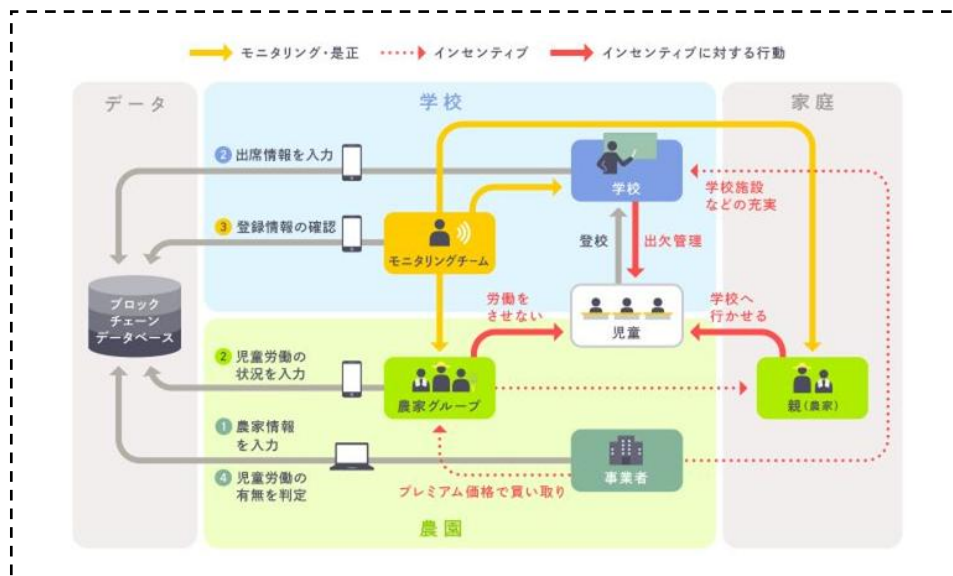 モニタリング・是正
インセンティブ
インセンティブに対する行動
データ
学校
家庭
② 出席情報を入力
学校
学校施設
などの充実
③ 登録情報の確認
モニタリングチーム
登校
出欠管理
ブロック
チェーン
データベース
労働を
させない
児童
学校へ
行かせる
② 児童労働の
状況を入力
農家グループ
親(農家)
① 農家情報
を入力
④ 児童労働の
有無を判定
事業者
プレミアム価格で買い取り
農園